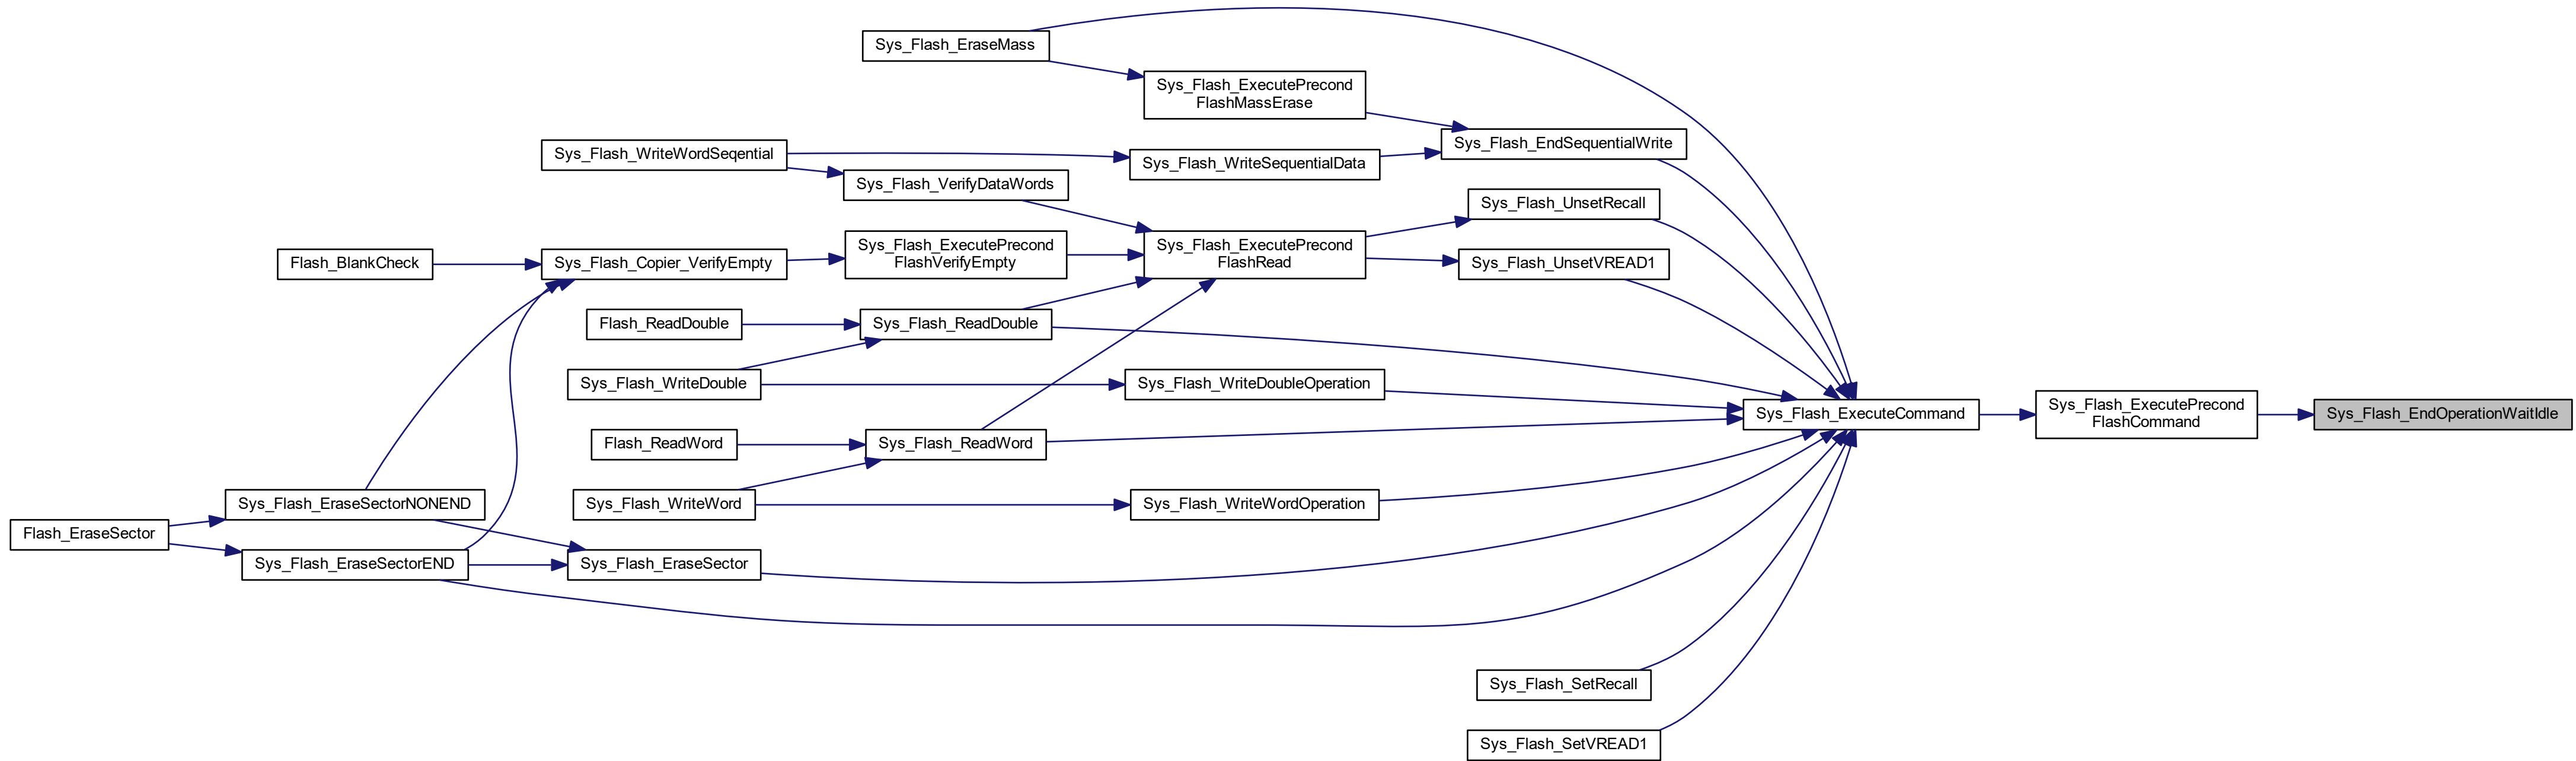 Sys_Flash_EraseMass
Sys_Flash_ExecutePrecond
FlashMassErase
Sys_Flash_EndSequentialWrite
Sys_Flash_WriteWordSeqential
Sys_Flash_WriteSequentialData
Sys_Flash_VerifyDataWords
Sys_Flash_UnsetRecall
Sys_Flash_ExecutePrecond
FlashVerifyEmpty
Sys_Flash_ExecutePrecond
FlashRead
Flash_BlankCheck
Sys_Flash_Copier_VerifyEmpty
Sys_Flash_UnsetVREAD1
Flash_ReadDouble
Sys_Flash_ReadDouble
Sys_Flash_WriteDouble
Sys_Flash_WriteDoubleOperation
Sys_Flash_ExecuteCommand
Sys_Flash_ExecutePrecond
FlashCommand
Sys_Flash_EndOperationWaitIdle
Flash_ReadWord
Sys_Flash_ReadWord
Sys_Flash_EraseSectorNONEND
Sys_Flash_WriteWord
Sys_Flash_WriteWordOperation
Flash_EraseSector
Sys_Flash_EraseSectorEND
Sys_Flash_EraseSector
Sys_Flash_SetRecall
Sys_Flash_SetVREAD1